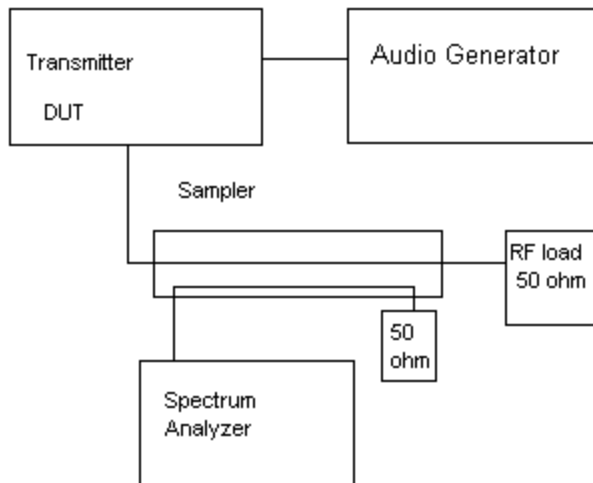 Transmitter
DUT
Audio Generator
Sampler
RF load
50 ohm
50
ohm
Spectrum
Analyzer